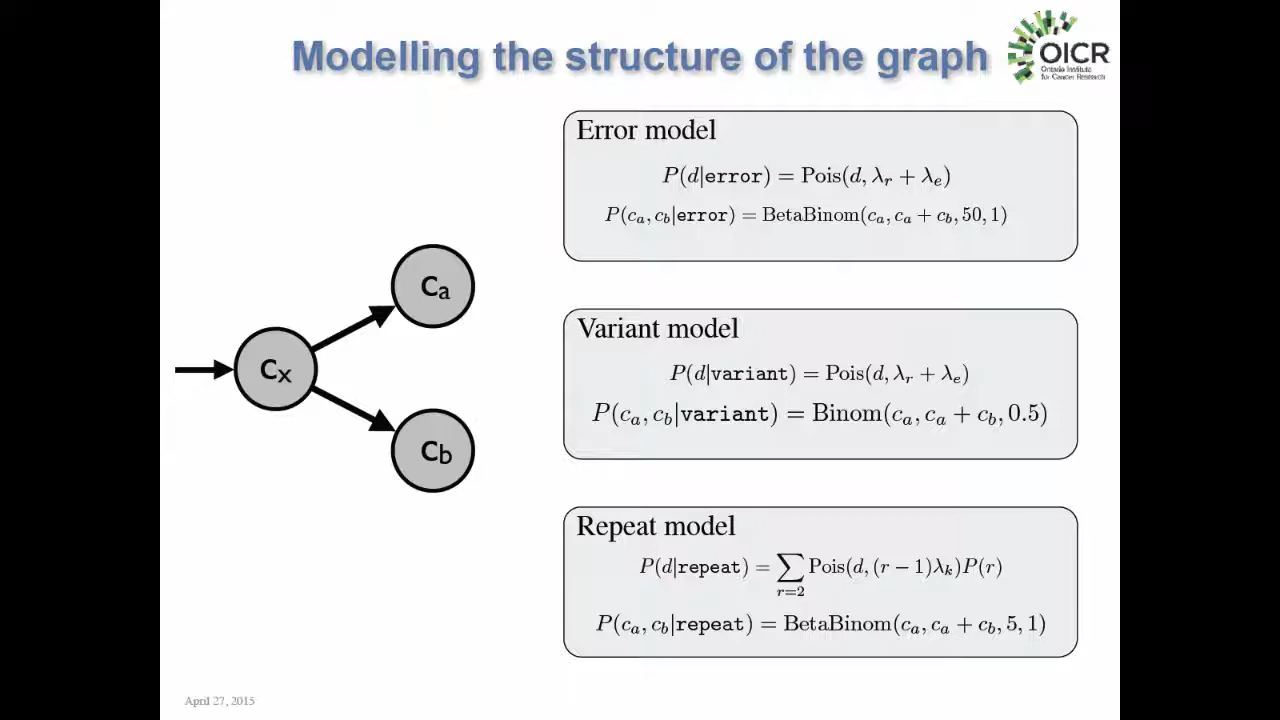 Modelling the structure of the graph
OICR
Ontario Institute
for Cancer Research
Error model
P(d|error) = Pois(d, λ_r + λ_e)
P(c_a, c_b|error) = BetaBinom(c_a, c_a + c_b, 50, 1)
Variant model
P(d|variant) = Pois(d, λ_r + λ_e)
P(c_a, c_b|variant) = Binom(c_a, c_a + c_b, 0.5)
Repeat model
P(d|repeat) = ∑_{r=2} Pois(d, (r − 1)λ_k)P(r)
P(c_a, c_b|repeat) = BetaBinom(c_a, c_a + c_b, 5, 1)
C_a
C_x
C_b
April 27, 2015